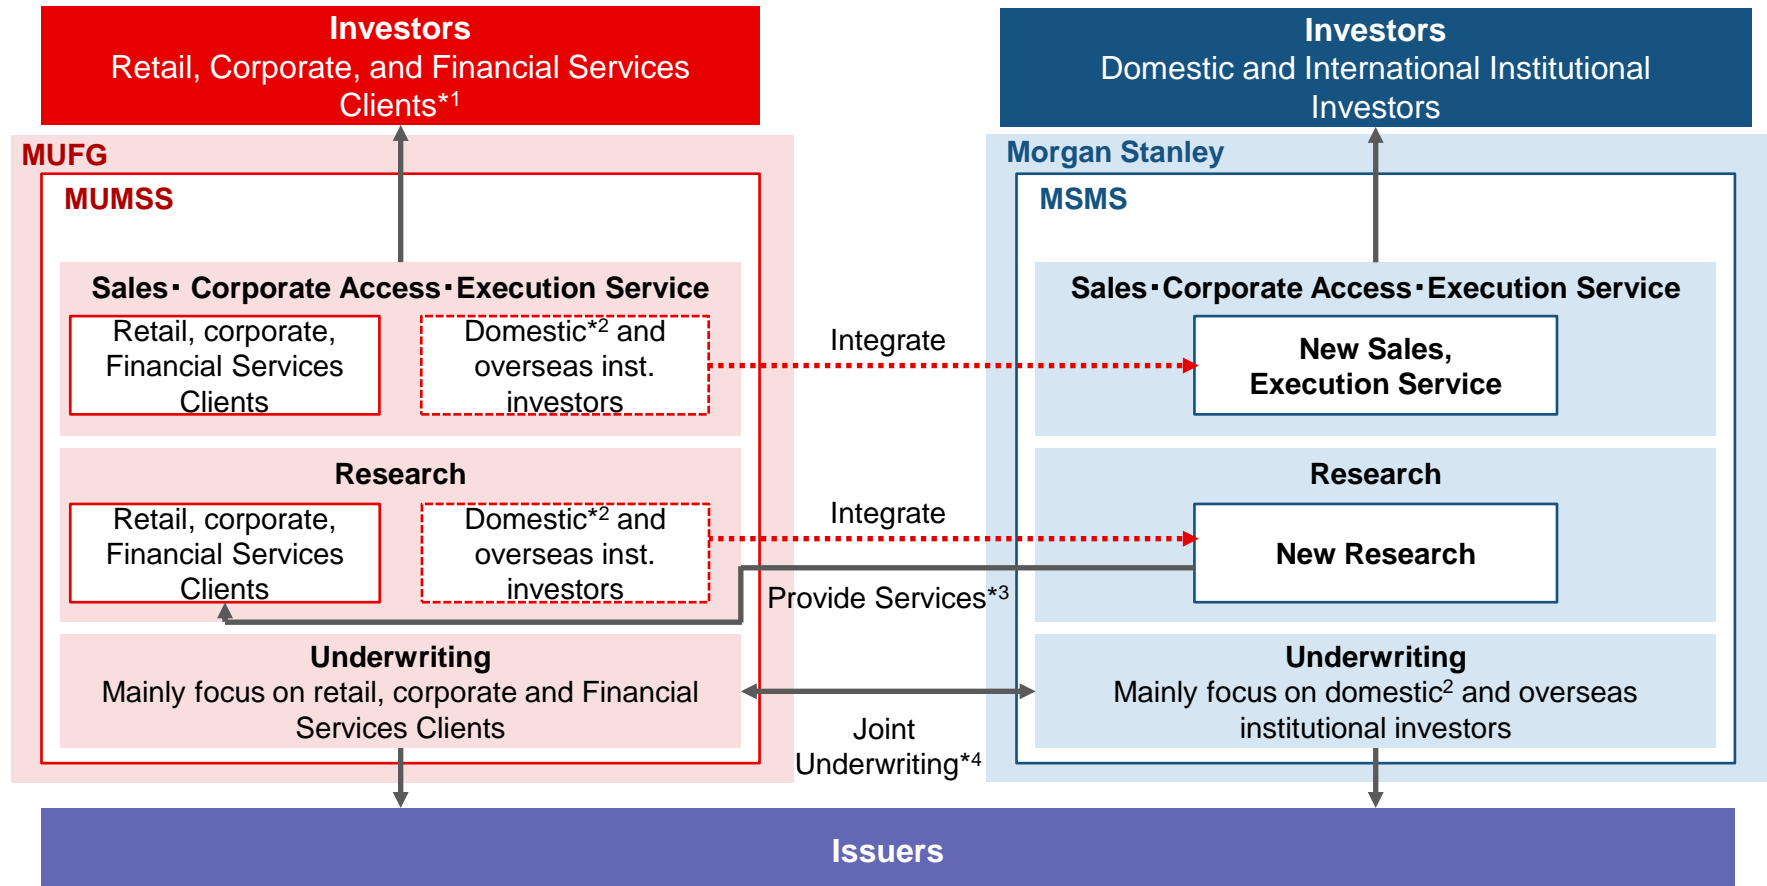 Investors
Retail, Corporate, and Financial Services
Clients*1
Investors
Domestic and International Institutional
Investors
MUFG
MUMSS
Morgan Stanley
MSMS
Sales・ Corporate Access・Execution Service
Retail, corporate,
Financial Services
Clients
Domestic*2 and
overseas inst.
investors
Integrate
Sales・Corporate Access・Execution Service
New Sales,
Execution Service
Research
Retail, corporate,
Financial Services
Clients
Domestic*2 and
overseas inst.
investors
Integrate
Provide Services*3
Research
New Research
Underwriting
Mainly focus on retail, corporate and Financial
Services Clients
Joint
Underwriting*4
Underwriting
Mainly focus on domestic2 and overseas
institutional investors
Issuers